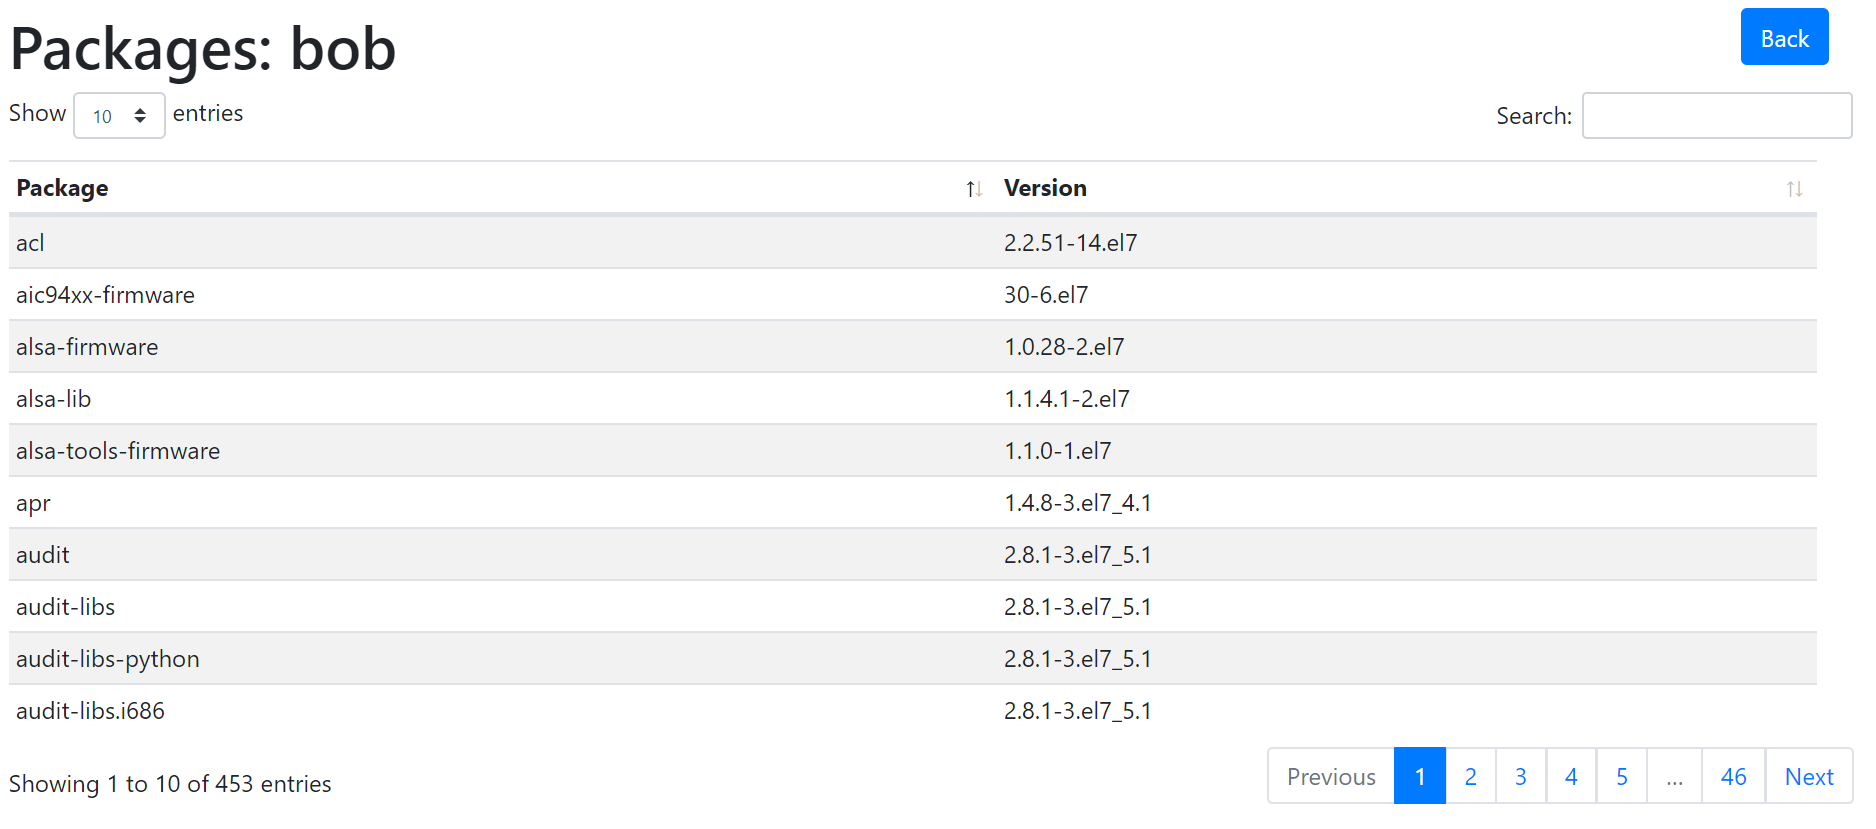 Packages: bob
Back
Show 10 entries
Search:
Package Version
acl 2.2.51-14.el7
aic94xx-firmware 30-6.el7
alsa-firmware 1.0.28-2.el7
alsa-lib 1.1.4.1-2.el7
alsa-tools-firmware 1.1.0-1.el7
apr 1.4.8-3.el7_4.1
audit 2.8.1-3.el7_5.1
audit-libs 2.8.1-3.el7_5.1
audit-libs-python 2.8.1-3.el7_5.1
audit-libs.i686 2.8.1-3.el7_5.1
Showing 1 to 10 of 453 entries
Previous 1 2 3 4 5 … 46 Next